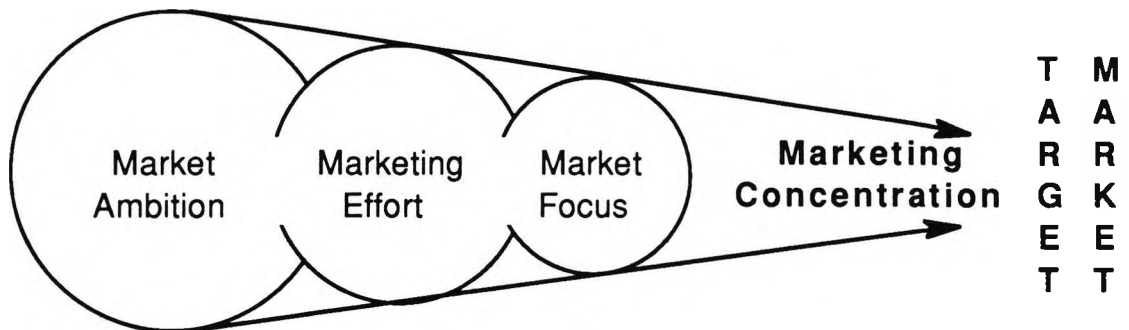 Market
Ambition
Marketing
Effort
Market
Focus
Marketing
Concentration
TARGET
MARKET